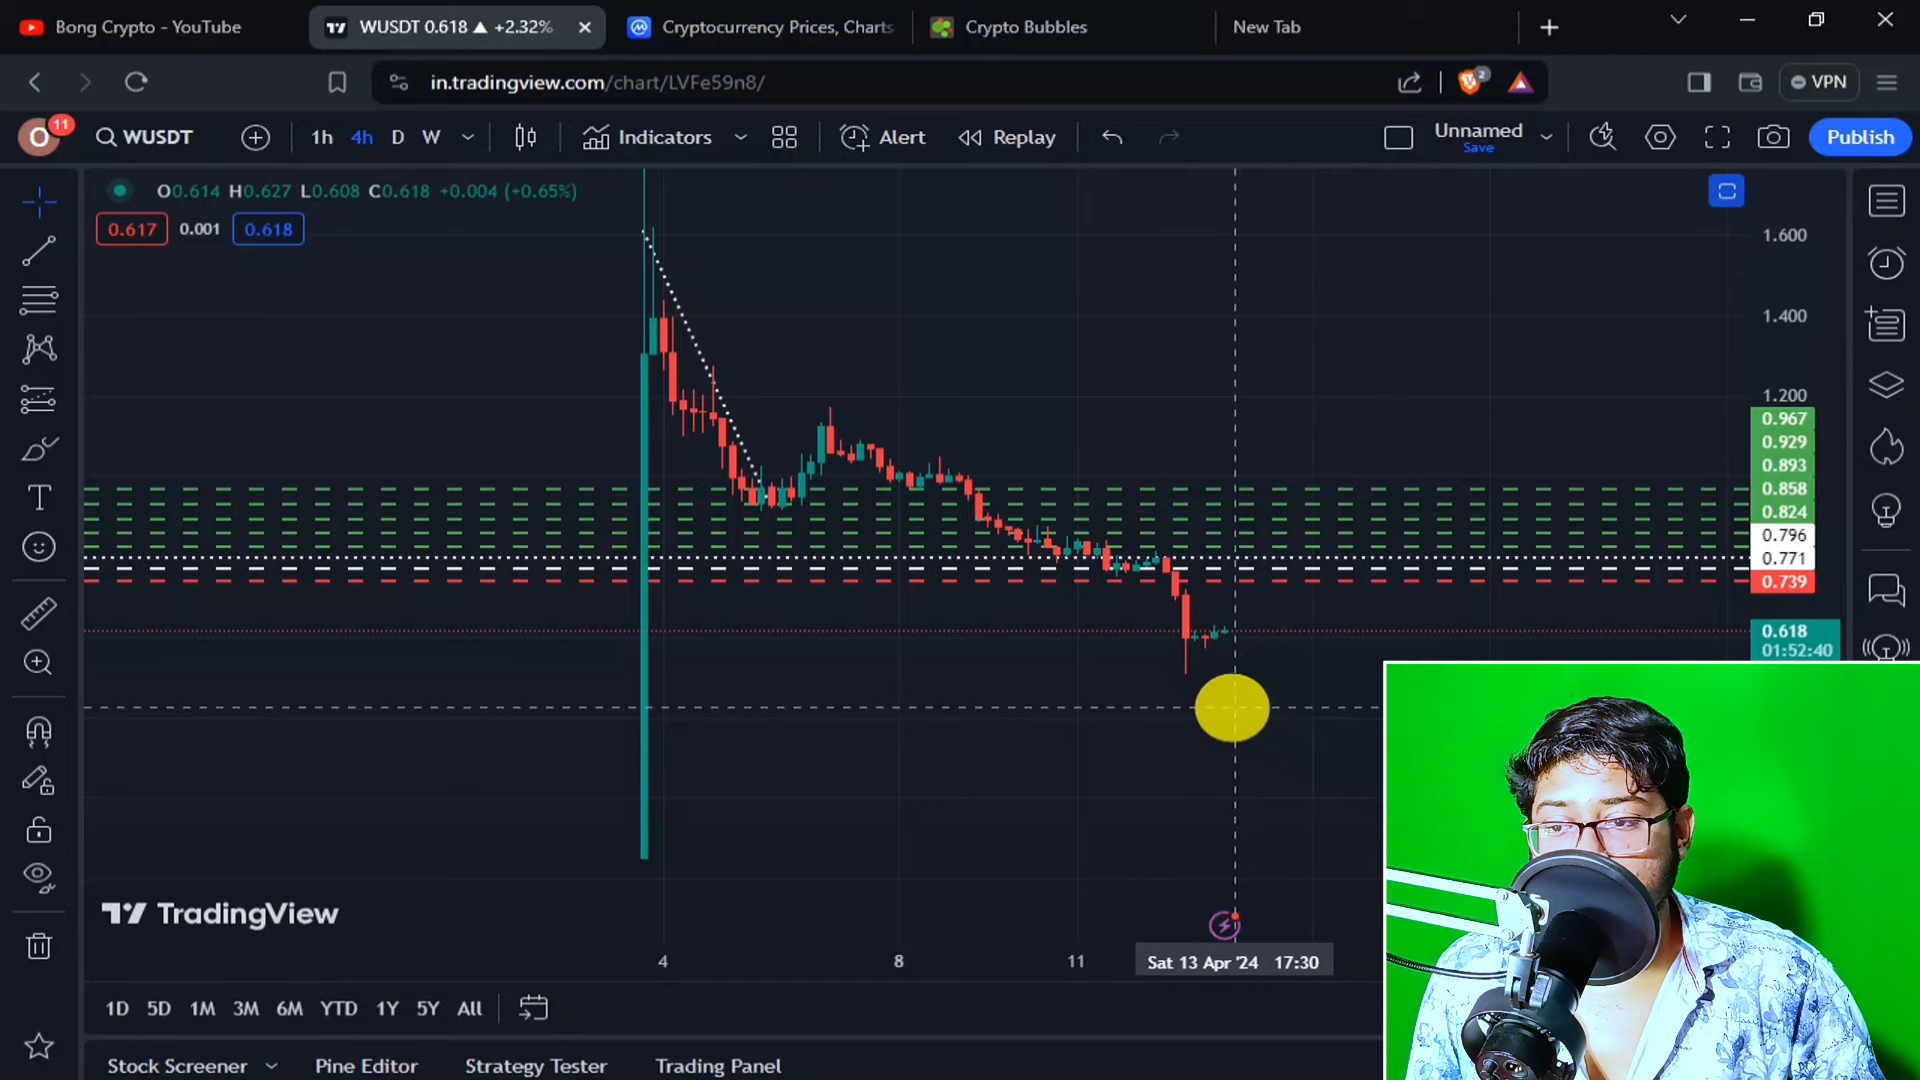 Bong Crypto - YouTube
WUSDT 0.618 ▲ +2.32%
Cryptocurrency Prices, Charts
Crypto Bubbles
New Tab
in.tradingview.com/chart/LVFe59n8/
2
VPN
O
11
WUSDT
1h
4h
D
W
Indicators
Alert
Replay
Unnamed
Save
Publish
O0.614 H0.627 L0.608 C0.618 +0.004 (+0.65%)
0.617
0.001
0.618
1.600
1.400
1.200
0.967
0.929
0.893
0.858
0.824
0.796
0.771
0.739
0.618
01:52:40
TradingView
4
8
11
Sat 13 Apr '24 17:30
1D
5D
1M
3M
6M
YTD
1Y
5Y
All
Stock Screener
Pine Editor
Strategy Tester
Trading Panel